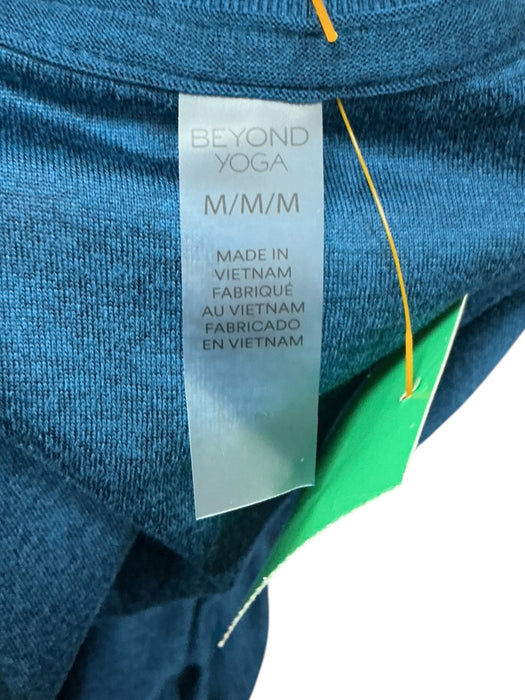 BEYOND
YOGA
M/M/M
MADE IN
VIETNAM
FABRIQUÉ
AU VIETNAM
FABRICADO
EN VIETNAM